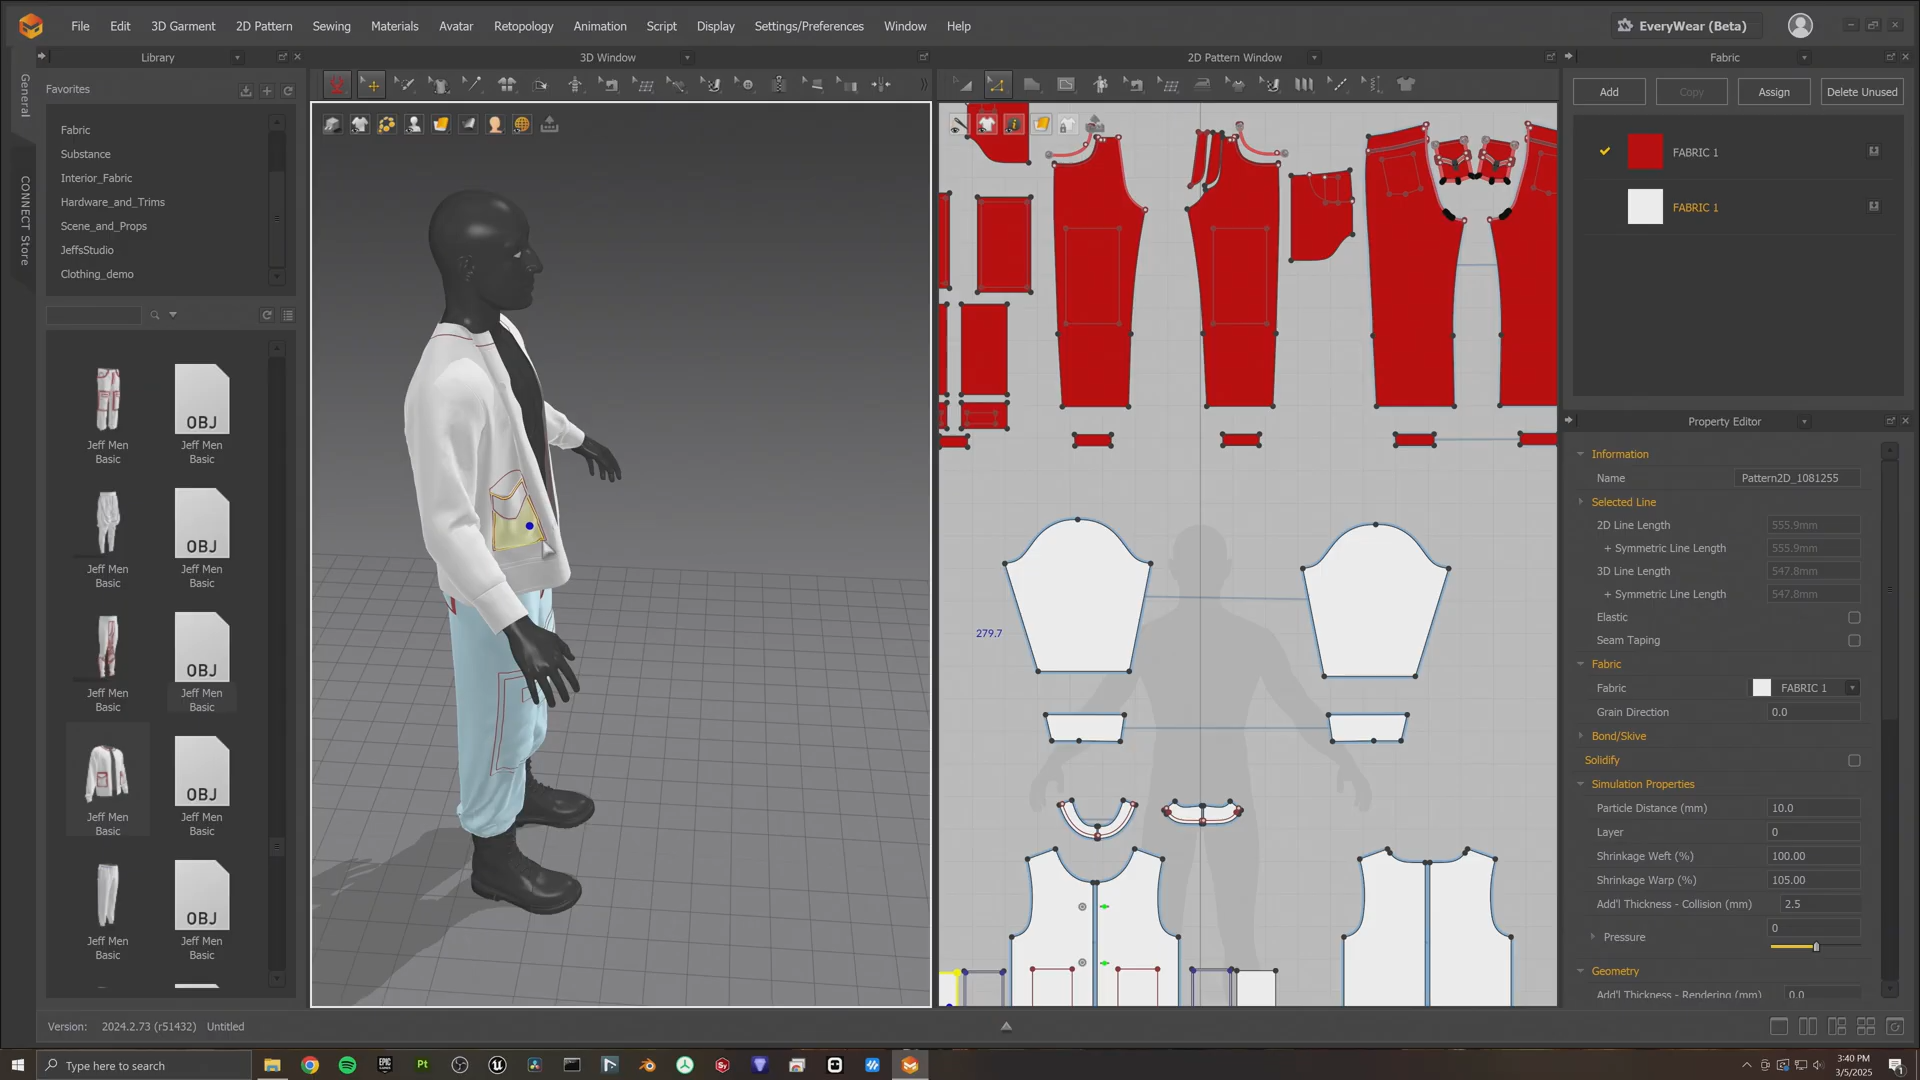 File Edit 3D Garment 2D Pattern Sewing Materials Avatar Retopology Animation Script Display Settings/Preferences Window Help
EveryWear (Beta)
Library
3D Window
2D Pattern Window
Fabric
General
CONNECT Store
Favorites
Fabric
Substance
Interior_Fabric
Hardware_and_Trims
Scene_and_Props
JeffsStudio
Clothing_demo
Jeff Men
Basic
OBJ
Jeff Men
Basic
Jeff Men
Basic
OBJ
Jeff Men
Basic
Jeff Men
Basic
OBJ
Jeff Men
Basic
Jeff Men
Basic
OBJ
Jeff Men
Basic
Jeff Men
Basic
OBJ
Jeff Men
Basic
279.7
Add Copy Assign Delete Unused
FABRIC 1
FABRIC 1
Property Editor
Information
Name Pattern2D_1081255
Selected Line
2D Line Length 555.9mm
+ Symmetric Line Length 555.9mm
3D Line Length 547.8mm
+ Symmetric Line Length 547.8mm
Elastic
Seam Taping
Fabric
Fabric FABRIC 1
Grain Direction 0.0
Bond/Skive
Solidify
Simulation Properties
Particle Distance (mm) 10.0
Layer 0
Shrinkage Weft (%) 100.00
Shrinkage Warp (%) 105.00
Add'l Thickness - Collision (mm) 2.5
Pressure 0
Geometry
Add'l Thickness - Rendering (mm) 0.0
Version: 2024.2.73 (r51432) Untitled
Type here to search
EPIC
GAMES
Pt
3:40 PM
3/5/2025
1